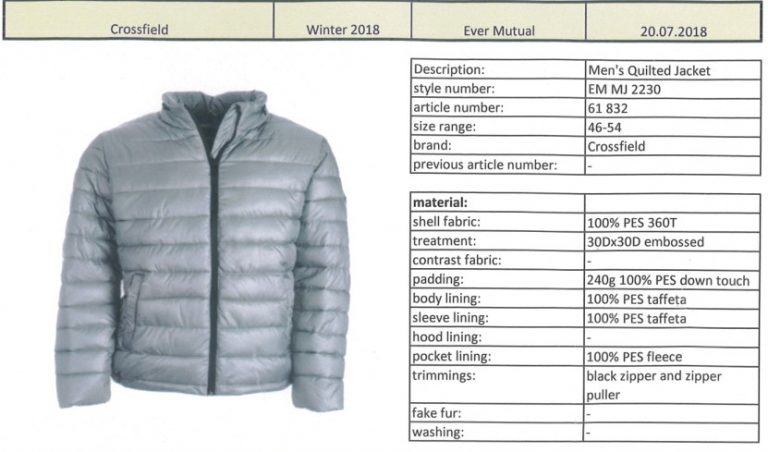 Crossfield Winter 2018 Ever Mutual 20.07.2018
Description: Men's Quilted Jacket
style number: EM MJ 2230
article number: 61 832
size range: 46-54
brand: Crossfield
previous article number: -
material:
shell fabric: 100% PES 360T
treatment: 30Dx30D embossed
contrast fabric: -
padding: 240g 100% PES down touch
body lining: 100% PES taffeta
sleeve lining: 100% PES taffeta
hood lining: -
pocket lining: 100% PES fleece
trimmings: black zipper and zipper
puller
fake fur: -
washing: -